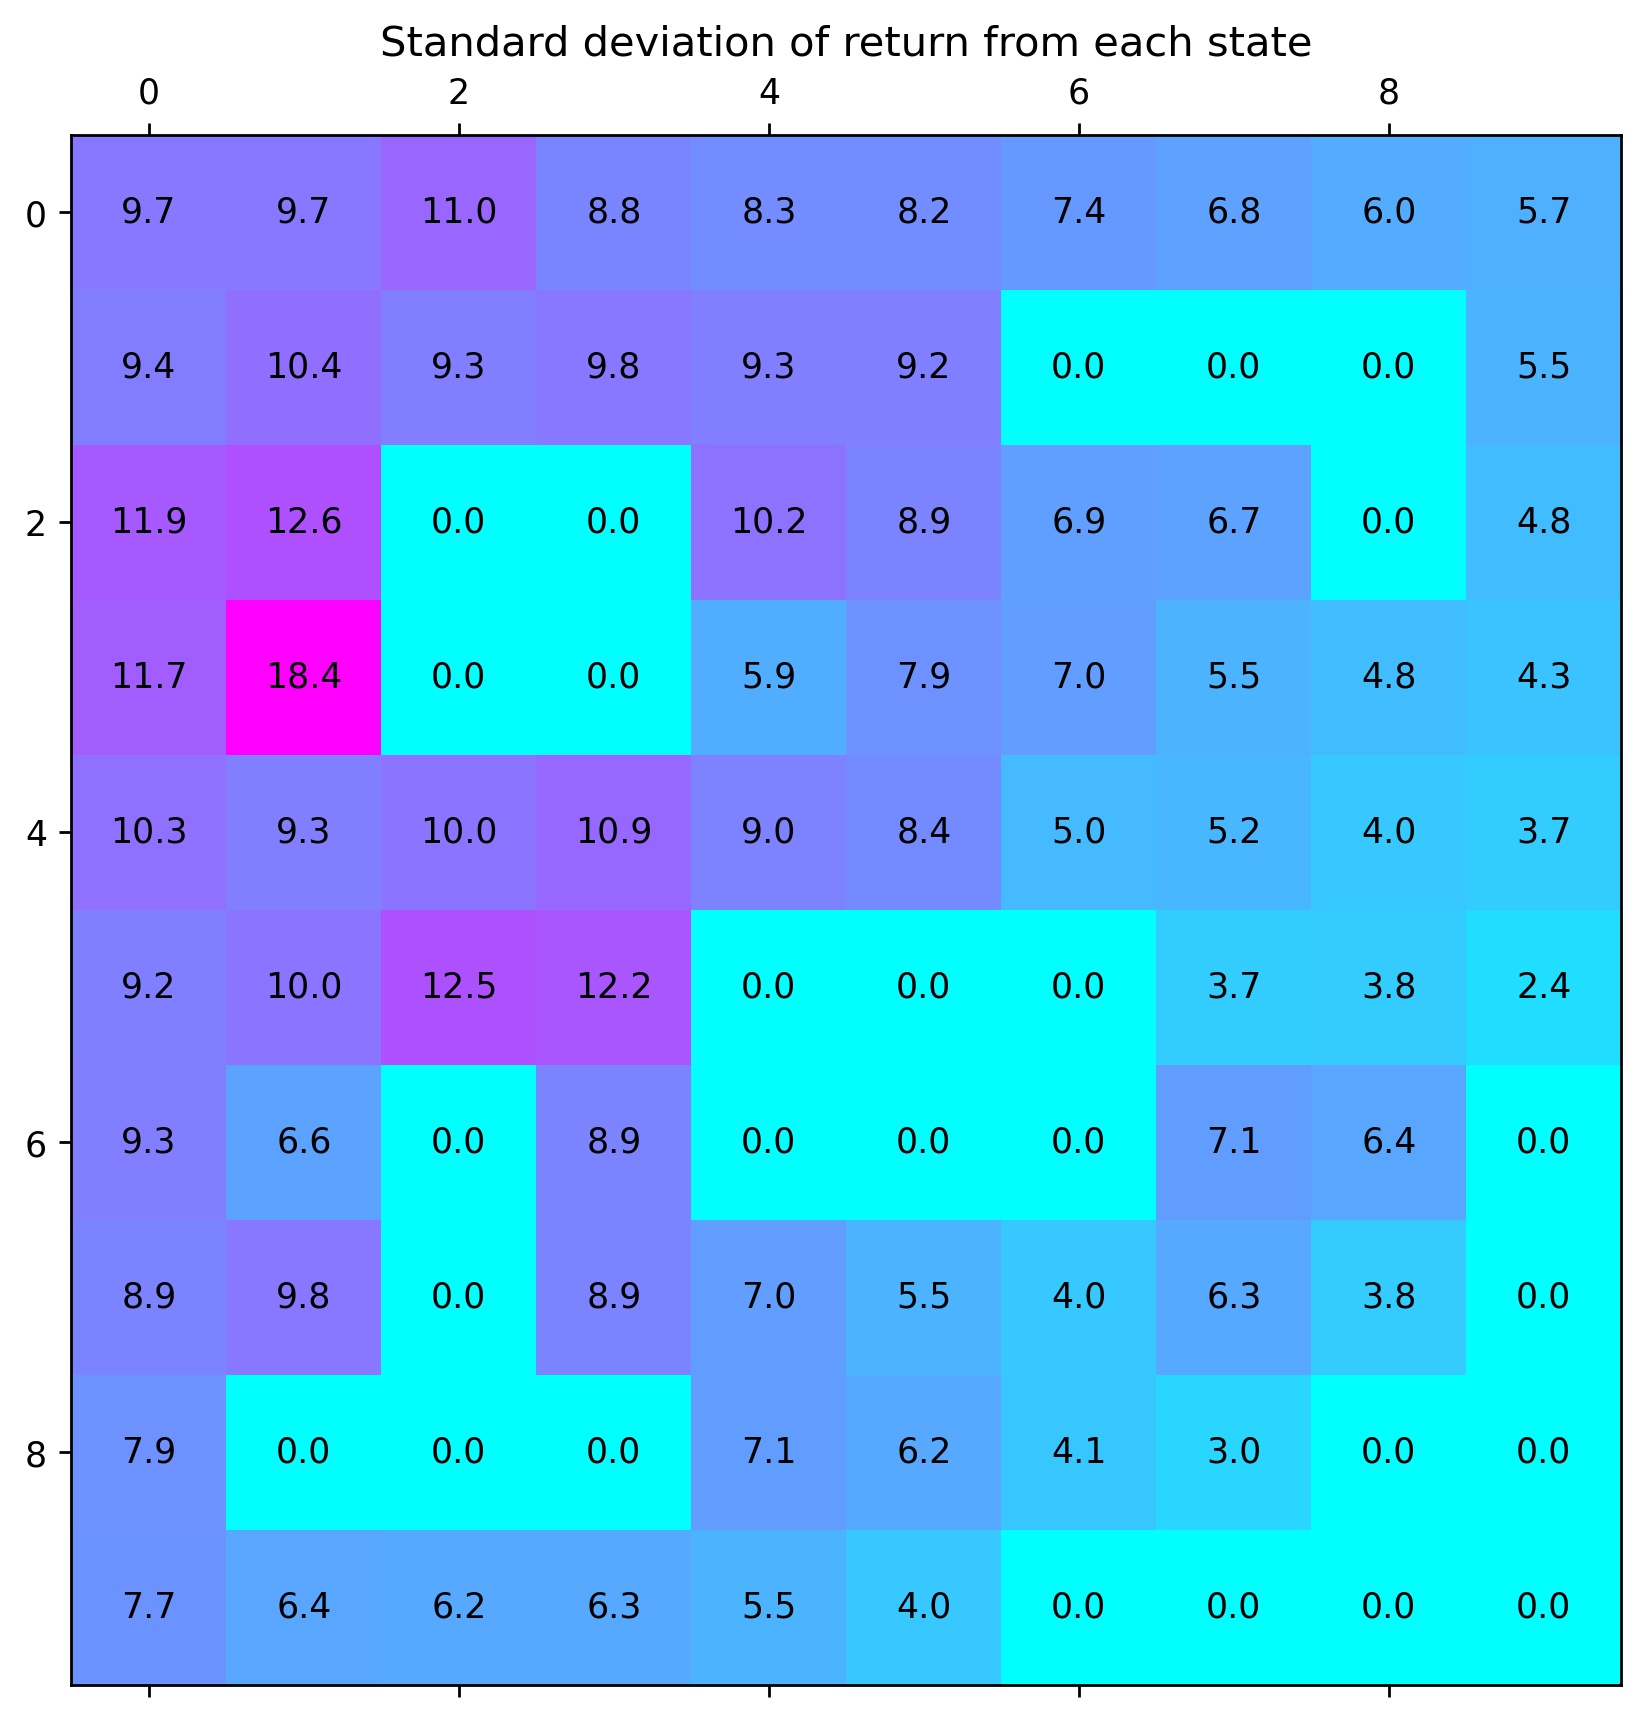 Standard deviation of return from each state
0 2 4 6 8
0 9.7 9.7 11.0 8.8 8.3 8.2 7.4 6.8 6.0 5.7
9.4 10.4 9.3 9.8 9.3 9.2 0.0 0.0 0.0 5.5
2 11.9 12.6 0.0 0.0 10.2 8.9 6.9 6.7 0.0 4.8
11.7 18.4 0.0 0.0 5.9 7.9 7.0 5.5 4.8 4.3
4 10.3 9.3 10.0 10.9 9.0 8.4 5.0 5.2 4.0 3.7
9.2 10.0 12.5 12.2 0.0 0.0 0.0 3.7 3.8 2.4
6 9.3 6.6 0.0 8.9 0.0 0.0 0.0 7.1 6.4 0.0
8.9 9.8 0.0 8.9 7.0 5.5 4.0 6.3 3.8 0.0
8 7.9 0.0 0.0 0.0 7.1 6.2 4.1 3.0 0.0 0.0
7.7 6.4 6.2 6.3 5.5 4.0 0.0 0.0 0.0 0.0